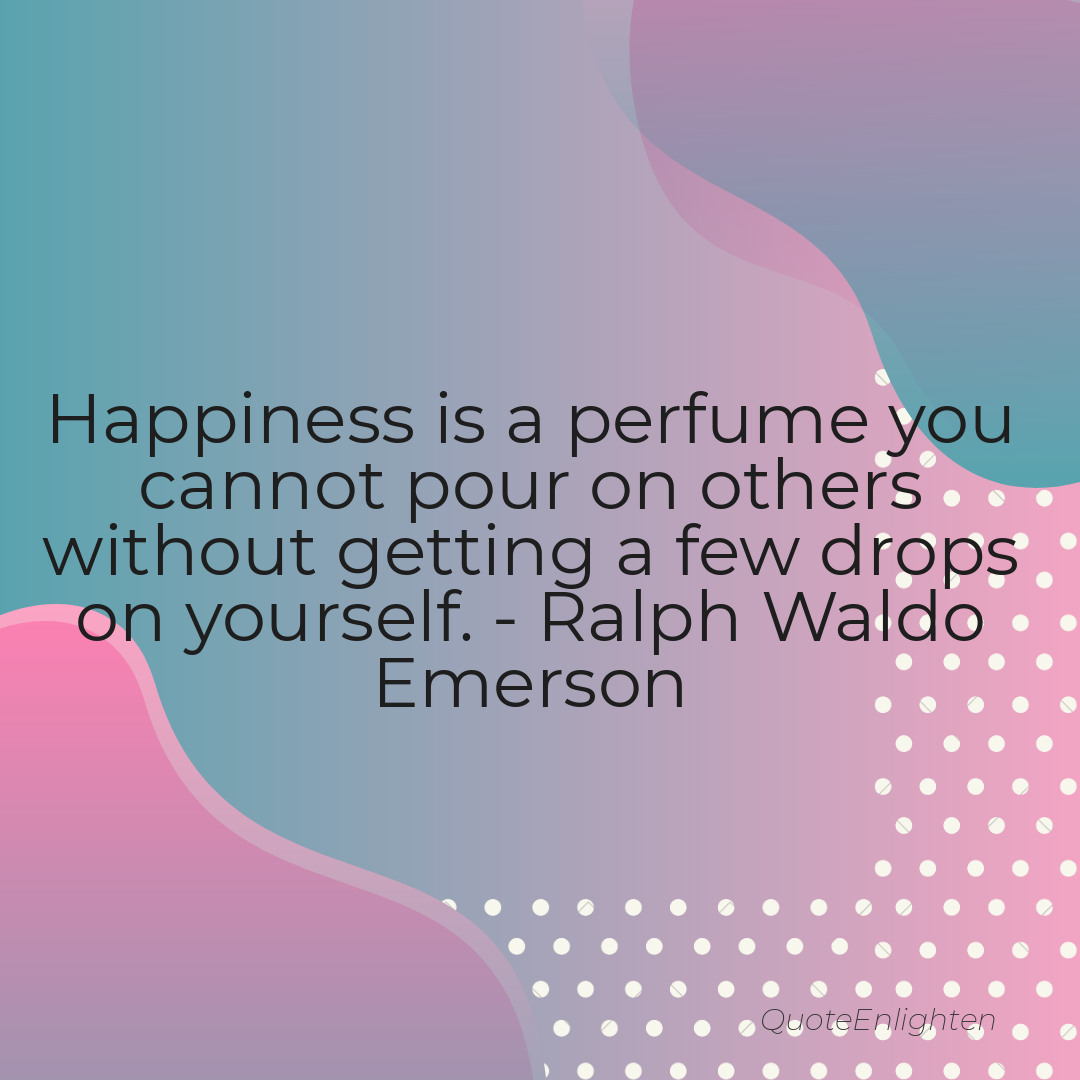 Happiness is a perfume you
cannot pour on others
without getting a few drops
on yourself. - Ralph Waldo
Emerson
QuoteEnlighten